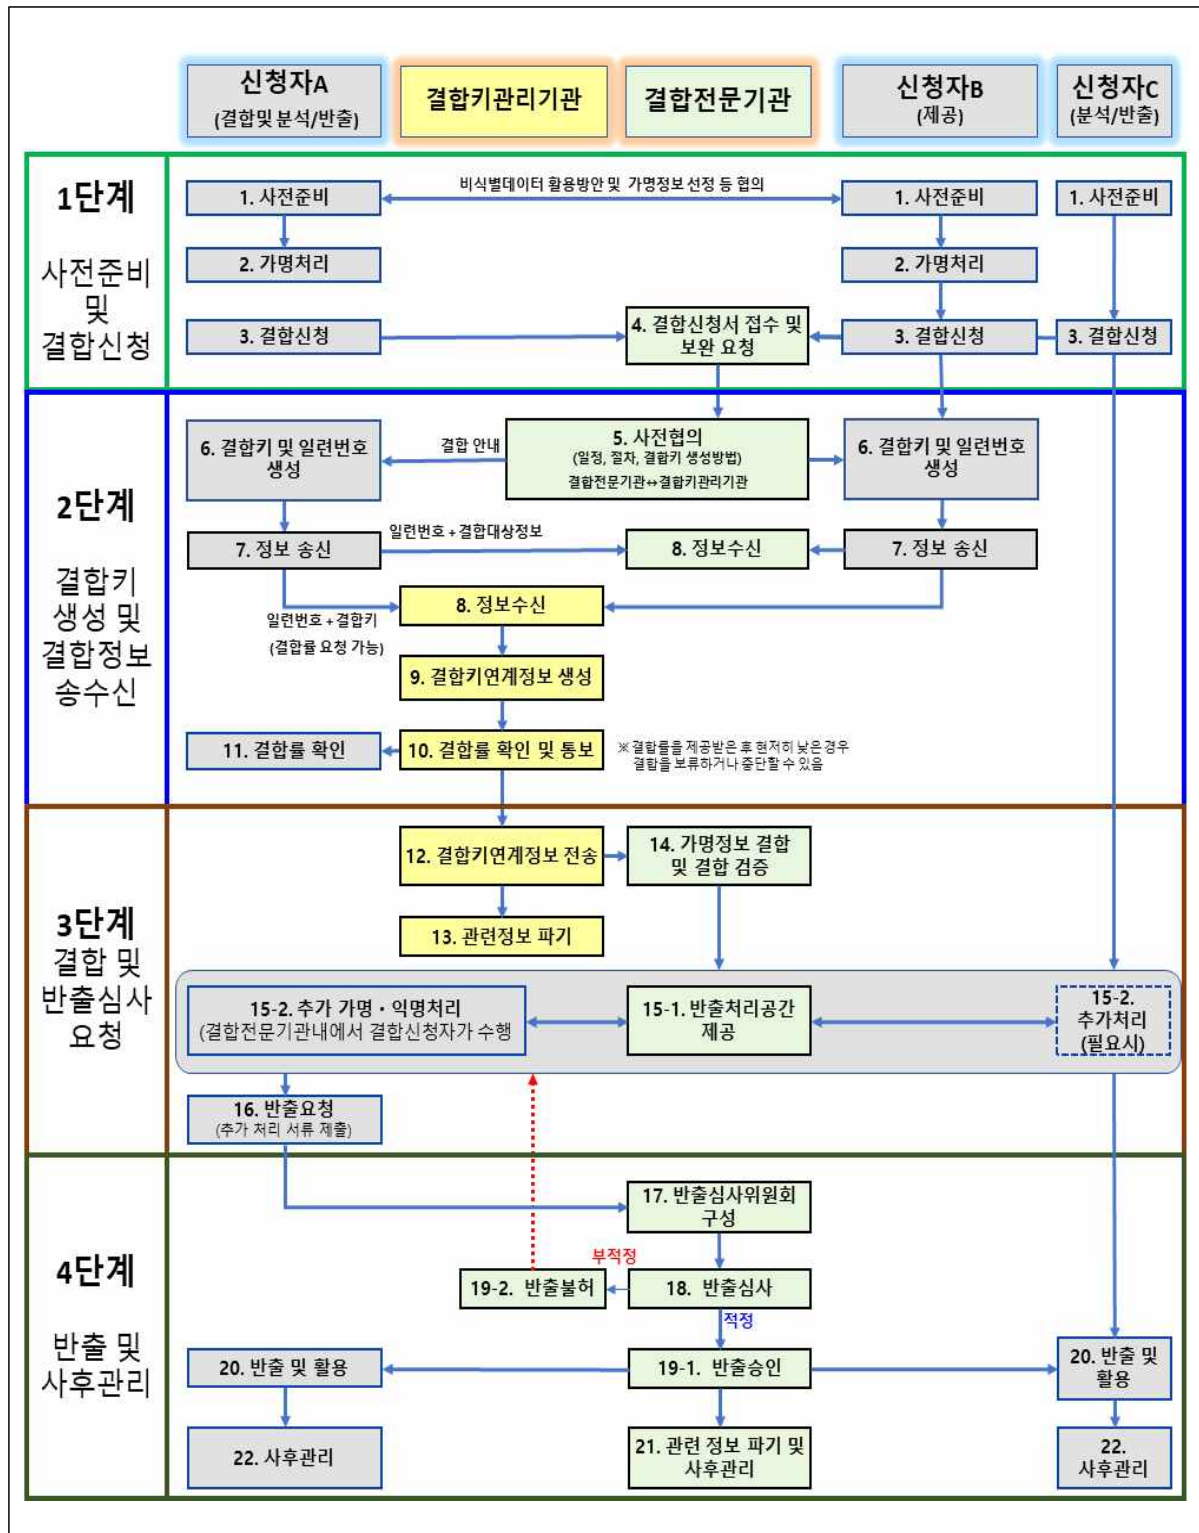 신청자A
(결합및 분석/반출)
결합키관리기관
결합전문기관
신청자B
(제공)
신청자C
(분석/반출)
1단계
사전준비
및
결합신청
1. 사전준비
비식별데이터 활용방안 및 가명정보 선정 등 협의
1. 사전준비
1. 사전준비
2. 가명처리
2. 가명처리
3. 결합신청
4. 결합신청서 접수 및
보완 요청
3. 결합신청
3. 결합신청
2단계
결합키
생성 및
결합정보
송수신
6. 결합키 및 일련번호
생성
결합 안내
5. 사전협의
(일정, 절차, 결합키 생성방법)
결합전문기관↔결합키관리기관
6. 결합키 및 일련번호
생성
7. 정보 송신
일련번호 + 결합대상정보
8. 정보수신
7. 정보 송신
일련번호 + 결합키
(결합률 요청 가능)
8. 정보수신
9. 결합키연계정보 생성
11. 결합률 확인
10. 결합률 확인 및 통보
※ 결합률을 제공받은 후 현저히 낮은 경우
결합을 보류하거나 중단할 수 있음
3단계
결합 및
반출심사
요청
12. 결합키연계정보 전송
14. 가명정보 결합
및 결합 검증
13. 관련정보 파기
15-2. 추가 가명・익명처리
(결합전문기관내에서 결합신청자가 수행
15-1. 반출처리공간
제공
15-2.
추가처리
(필요시)
16. 반출요청
(추가 처리 서류 제출)
4단계
반출 및
사후관리
17. 반출심사위원회
구성
부적정
19-2. 반출불허
18. 반출심사
적정
20. 반출 및 활용
19-1. 반출승인
20. 반출 및
활용
22. 사후관리
21. 관련 정보 파기 및
사후관리
22.
사후관리